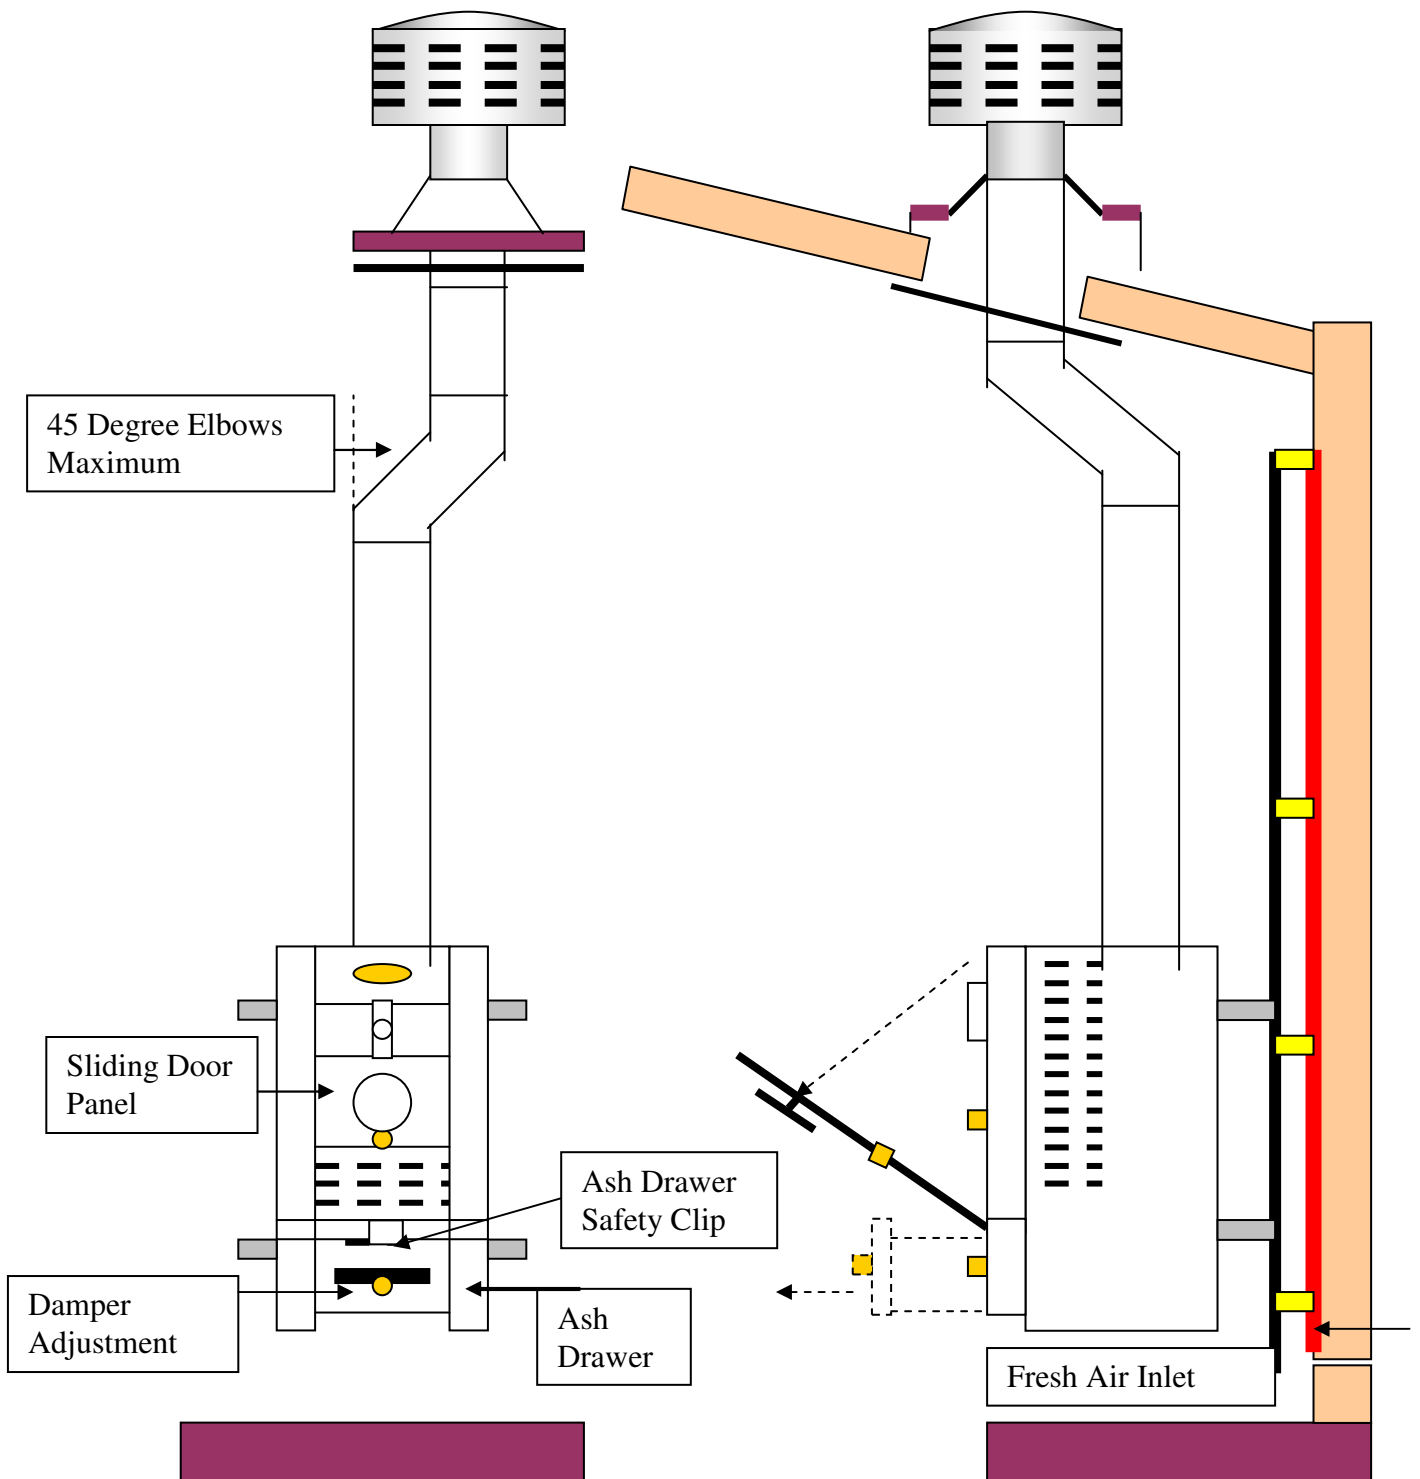 45 Degree Elbows
Maximum
Sliding Door
Panel
Ash Drawer
Safety Clip
Damper
Adjustment
Ash
Drawer
Fresh Air Inlet